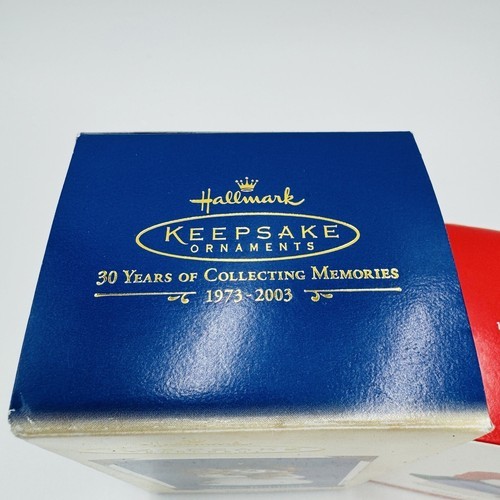 Hallmark
KEEPSAKE
ORNAMENTS
30 YEARS OF COLLECTING MEMORIES
1973-2003